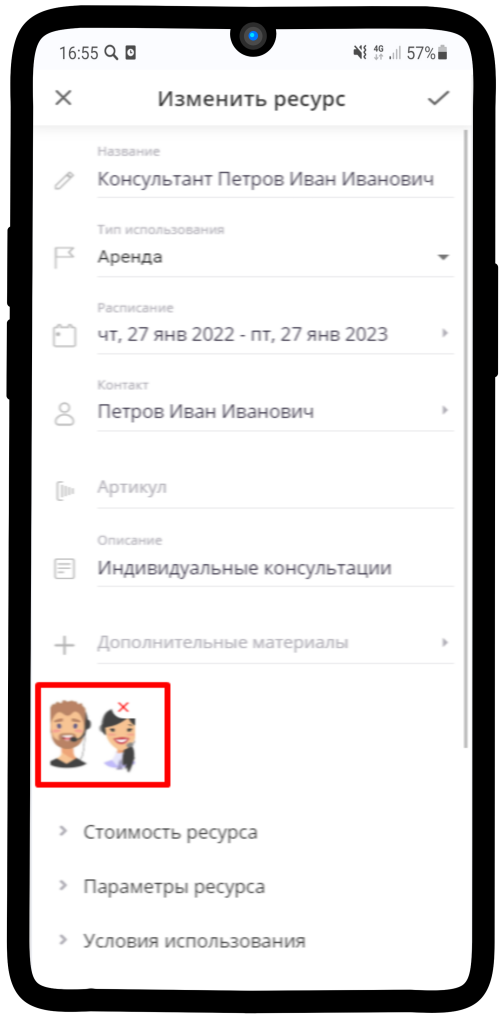 16:55 4G 57%
Изменить ресурс
Название
Консультант Петров Иван Иванович
Тип использования
Аренда
Расписание
чт, 27 янв 2022 - пт, 27 янв 2023
Контакт
Петров Иван Иванович
Артикул
Описание
Индивидуальные консультации
Дополнительные материалы
Стоимость ресурса
Параметры ресурса
Условия использования